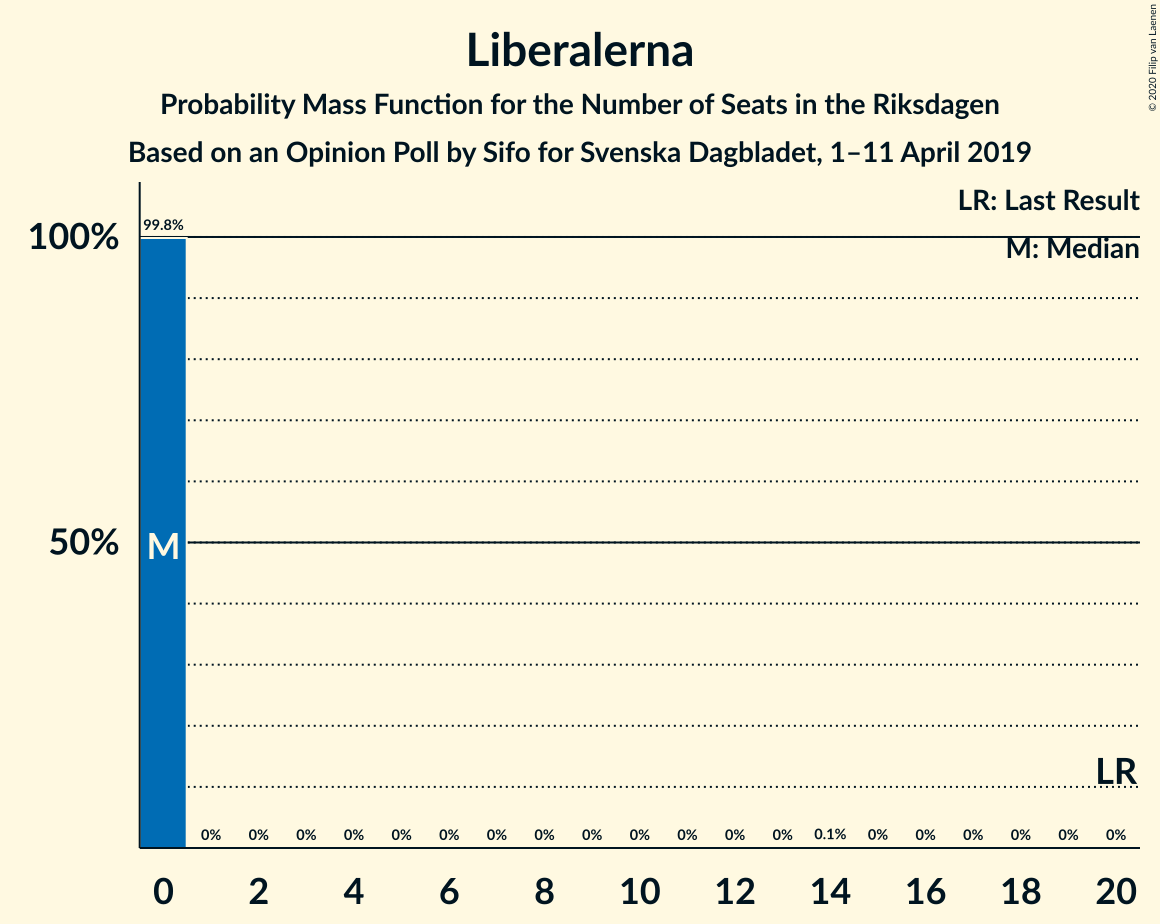 Liberalerna
Probability Mass Function for the Number of Seats in the Riksdagen
Based on an Opinion Poll by Sifo for Svenska Dagbladet, 1–11 April 2019
© 2020 Filip van Laenen
LR: Last Result
M: Median
99.8%
100%
50%
M
LR
0% 0% 0% 0% 0% 0% 0% 0% 0% 0% 0% 0% 0% 0.1% 0% 0% 0% 0% 0% 0%
0 2 4 6 8 10 12 14 16 18 20